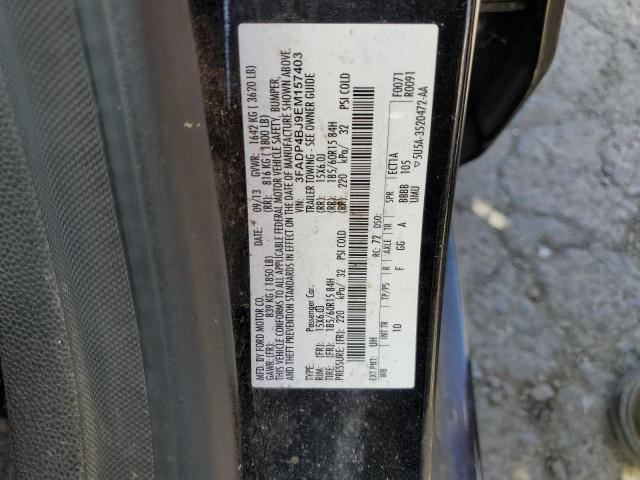 MFD. BY FORD MOTOR CO.
DATE: 09/13 GVWR: 1642 KG ( 3620 LB)
GAWR:(FR): 839 KG (1850 LB) (RR): 816 KG (1800 LB)
THIS VEHICLE CONFORMS TO ALL APPLICABLE FEDERAL MOTOR VEHICLE SAFETY, BUMPER,
AND THEFT PREVENTION STANDARDS IN EFFECT ON THE DATE OF MANUFACTURE SHOWN ABOVE.
VIN: 3FADP4BJ9EM157403
TYPE: Passenger Car. TRAILER TOWING - SEE OWNER GUIDE
RIM: (FR): 15X6.0J (RR): 15X6.0J
TIRE: (FR): 185/60R15 84H (RR): 185/60R15 84H
PRESSURE:(FR): 220 kPa/ 32 PSI COLD (RR): 220 kPa/ 32 PSI COLD
EXT PNT: UH RC: 72 DSO: F0071
R0091
WB INT TR TP/PS R AXLE TR SPR ECT1A
1D F GG A BBBB 105
UMU ▽5U5A-3520472-AA